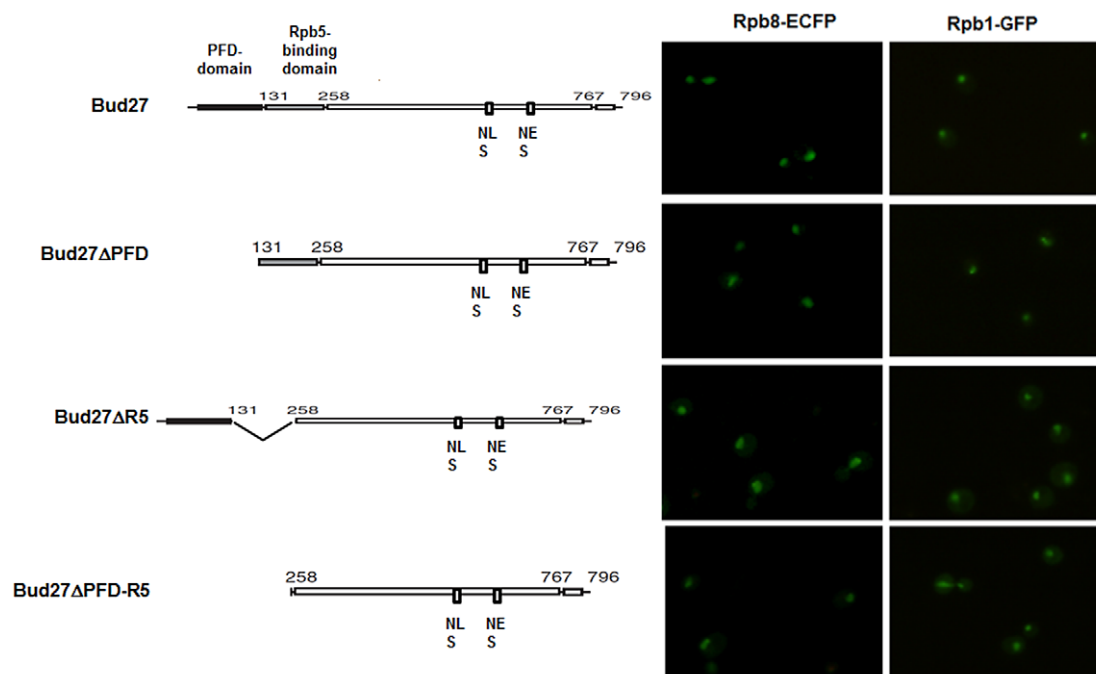 Rpb8-ECFP Rpb1-GFP
PFD-
domain
Rpb5-
binding
domain
Bud27
131 258 767 796
NL
S
NE
S
Bud27ΔPFD
131 258 767 796
NL
S
NE
S
Bud27ΔR5
131 258 767 796
NL
S
NE
S
Bud27ΔPFD-R5
258 767 796
NL
S
NE
S